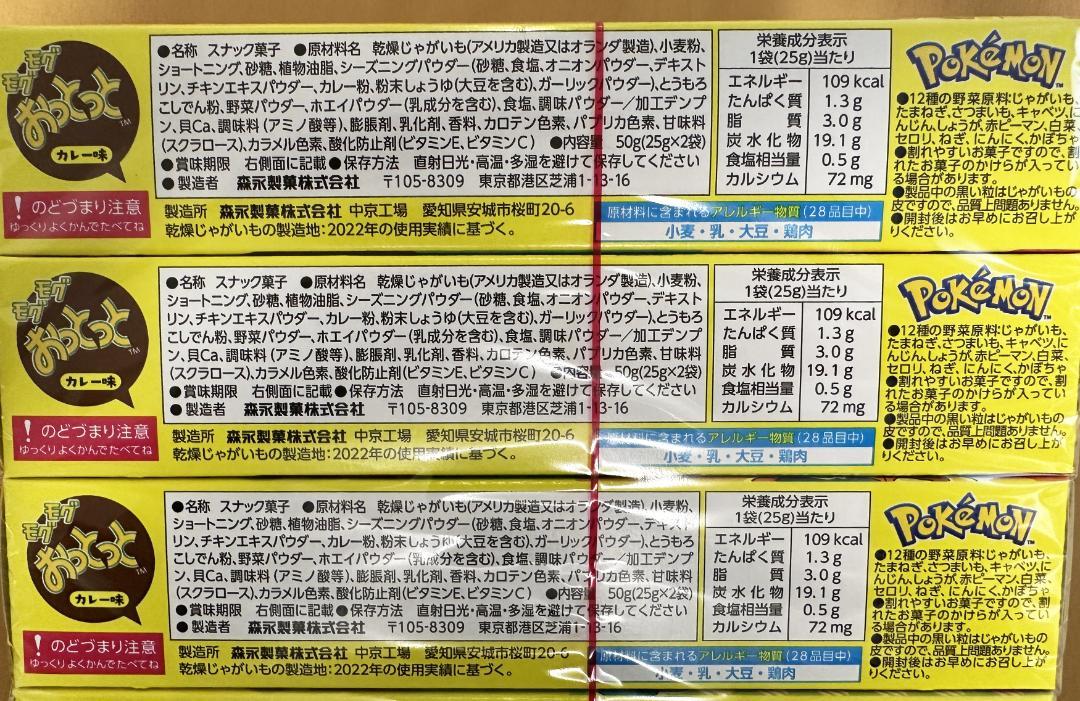 モグ
モグ
おっとっと
TM
カレー味
! のどづまり注意
ゆっくりよくかんでたべてね
●名称 スナック菓子 ●原材料名 乾燥じゃがいも(アメリカ製造又はオランダ製造)、小麦粉、
ショートニング、砂糖、植物油脂、シーズニングパウダー(砂糖、食塩、オニオンパウダー、デキスト
リン、チキンエキスパウダー、カレー粉、粉末しょうゆ(大豆を含む)、ガーリックパウダー)、とうもろ
こしでん粉、野菜パウダー、ホエイパウダー(乳成分を含む)、食塩、調味パウダー／加工デンプ
ン、貝Ca、調味料(アミノ酸等)、膨脹剤、乳化剤、香料、カロテン色素、パプリカ色素、甘味料
(スクラロース)、カラメル色素、酸化防止剤(ビタミンE、ビタミンC) ●内容量 50g(25g×2袋)
●賞味期限 右側面に記載 ●保存方法 直射日光・高温・多湿を避けて保存してください
●製造者 森永製菓株式会社 〒105-8309 東京都港区芝浦1-13-16
製造所 森永製菓株式会社 中京工場 愛知県安城市桜町20-6
乾燥じゃがいもの製造地:2022年の使用実績に基づく。
原材料に含まれるアレルギー物質(28品目中)
小麦・乳・大豆・鶏肉
栄養成分表示
1袋(25g)当たり
エネルギー 109 kcal
たんぱく質 1.3 g
脂質 3.0 g
炭水化物 19.1 g
食塩相当量 0.5 g
カルシウム 72 mg
POKéMON
●12種の野菜原料:じゃがいも、
たまねぎ、さつまいも、キャベツ、に
んじん、しょうが、赤ピーマン、白菜、
セロリ、ねぎ、にんにく、かぼちゃ
●割れやすいお菓子ですので、割
れたお菓子のかけらが入ってい
る場合があります。
●製品中の黒い粒はじゃがいもの
皮ですので、品質上問題ありません。
●開封後はお早めにお召し上が
りください。
モグ
モグ
おっとっと
TM
カレー味
! のどづまり注意
ゆっくりよくかんでたべてね
●名称 スナック菓子 ●原材料名 乾燥じゃがいも(アメリカ製造又はオランダ製造)、小麦粉、
ショートニング、砂糖、植物油脂、シーズニングパウダー(砂糖、食塩、オニオンパウダー、デキスト
リン、チキンエキスパウダー、カレー粉、粉末しょうゆ(大豆を含む)、ガーリックパウダー)、とうもろ
こしでん粉、野菜パウダー、ホエイパウダー(乳成分を含む)、食塩、調味パウダー／加工デンプ
ン、貝Ca、調味料(アミノ酸等)、膨脹剤、乳化剤、香料、カロテン色素、パプリカ色素、甘味料
(スクラロース)、カラメル色素、酸化防止剤(ビタミンE、ビタミンC) ●内容量 50g(25g×2袋)
●賞味期限 右側面に記載 ●保存方法 直射日光・高温・多湿を避けて保存してください
●製造者 森永製菓株式会社 〒105-8309 東京都港区芝浦1-13-16
製造所 森永製菓株式会社 中京工場 愛知県安城市桜町20-6
乾燥じゃがいもの製造地:2022年の使用実績に基づく。
原材料に含まれるアレルギー物質(28品目中)
小麦・乳・大豆・鶏肉
栄養成分表示
1袋(25g)当たり
エネルギー 109 kcal
たんぱく質 1.3 g
脂質 3.0 g
炭水化物 19.1 g
食塩相当量 0.5 g
カルシウム 72 mg
POKéMON
●12種の野菜原料:じゃがいも、
たまねぎ、さつまいも、キャベツ、に
んじん、しょうが、赤ピーマン、白菜、
セロリ、ねぎ、にんにく、かぼちゃ
●割れやすいお菓子ですので、割
れたお菓子のかけらが入ってい
る場合があります。
●製品中の黒い粒はじゃがいもの
皮ですので、品質上問題ありません。
●開封後はお早めにお召し上が
りください。
モグ
モグ
おっとっと
TM
カレー味
! のどづまり注意
ゆっくりよくかんでたべてね
●名称 スナック菓子 ●原材料名 乾燥じゃがいも(アメリカ製造又はオランダ製造)、小麦粉、
ショートニング、砂糖、植物油脂、シーズニングパウダー(砂糖、食塩、オニオンパウダー、デキスト
リン、チキンエキスパウダー、カレー粉、粉末しょうゆ(大豆を含む)、ガーリックパウダー)、とうもろ
こしでん粉、野菜パウダー、ホエイパウダー(乳成分を含む)、食塩、調味パウダー／加工デンプ
ン、貝Ca、調味料(アミノ酸等)、膨脹剤、乳化剤、香料、カロテン色素、パプリカ色素、甘味料
(スクラロース)、カラメル色素、酸化防止剤(ビタミンE、ビタミンC) ●内容量 50g(25g×2袋)
●賞味期限 右側面に記載 ●保存方法 直射日光・高温・多湿を避けて保存してください
●製造者 森永製菓株式会社 〒105-8309 東京都港区芝浦1-13-16
製造所 森永製菓株式会社 中京工場 愛知県安城市桜町20-6
乾燥じゃがいもの製造地:2022年の使用実績に基づく。
原材料に含まれるアレルギー物質(28品目中)
小麦・乳・大豆・鶏肉
栄養成分表示
1袋(25g)当たり
エネルギー 109 kcal
たんぱく質 1.3 g
脂質 3.0 g
炭水化物 19.1 g
食塩相当量 0.5 g
カルシウム 72 mg
POKéMON
●12種の野菜原料:じゃがいも、
たまねぎ、さつまいも、キャベツ、に
んじん、しょうが、赤ピーマン、白菜、
セロリ、ねぎ、にんにく、かぼちゃ
●割れやすいお菓子ですので、割
れたお菓子のかけらが入ってい
る場合があります。
●製品中の黒い粒はじゃがいもの
皮ですので、品質上問題ありません。
●開封後はお早めにお召し上が
りください。